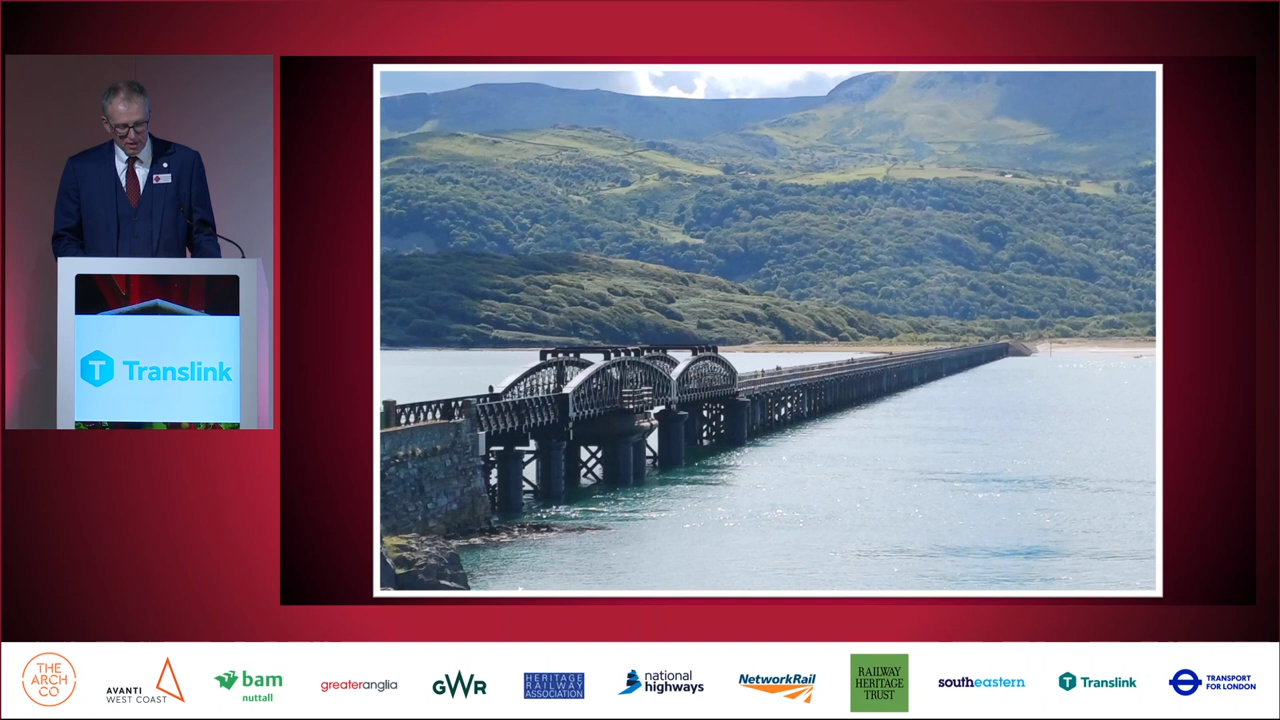 Translink
THE
ARCH
CO
AVANTI
WEST COAST
bam
nuttall
greateranglia
GWR
HERITAGE
RAILWAY
ASSOCIATION
national
highways
NetworkRail
RAILWAY
HERITAGE
TRUST
southeastern
Translink
TRANSPORT
FOR LONDON